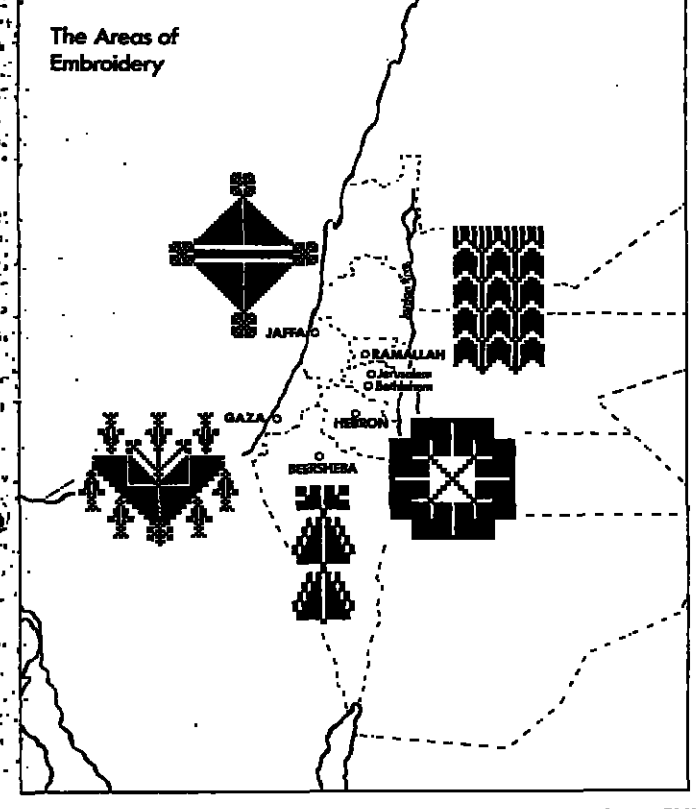 The Areas of
Embroidery
JAFFA
RAMALLAH
Jerusalem
Bethlehem
GAZA
HEBRON
BEERSHEBA